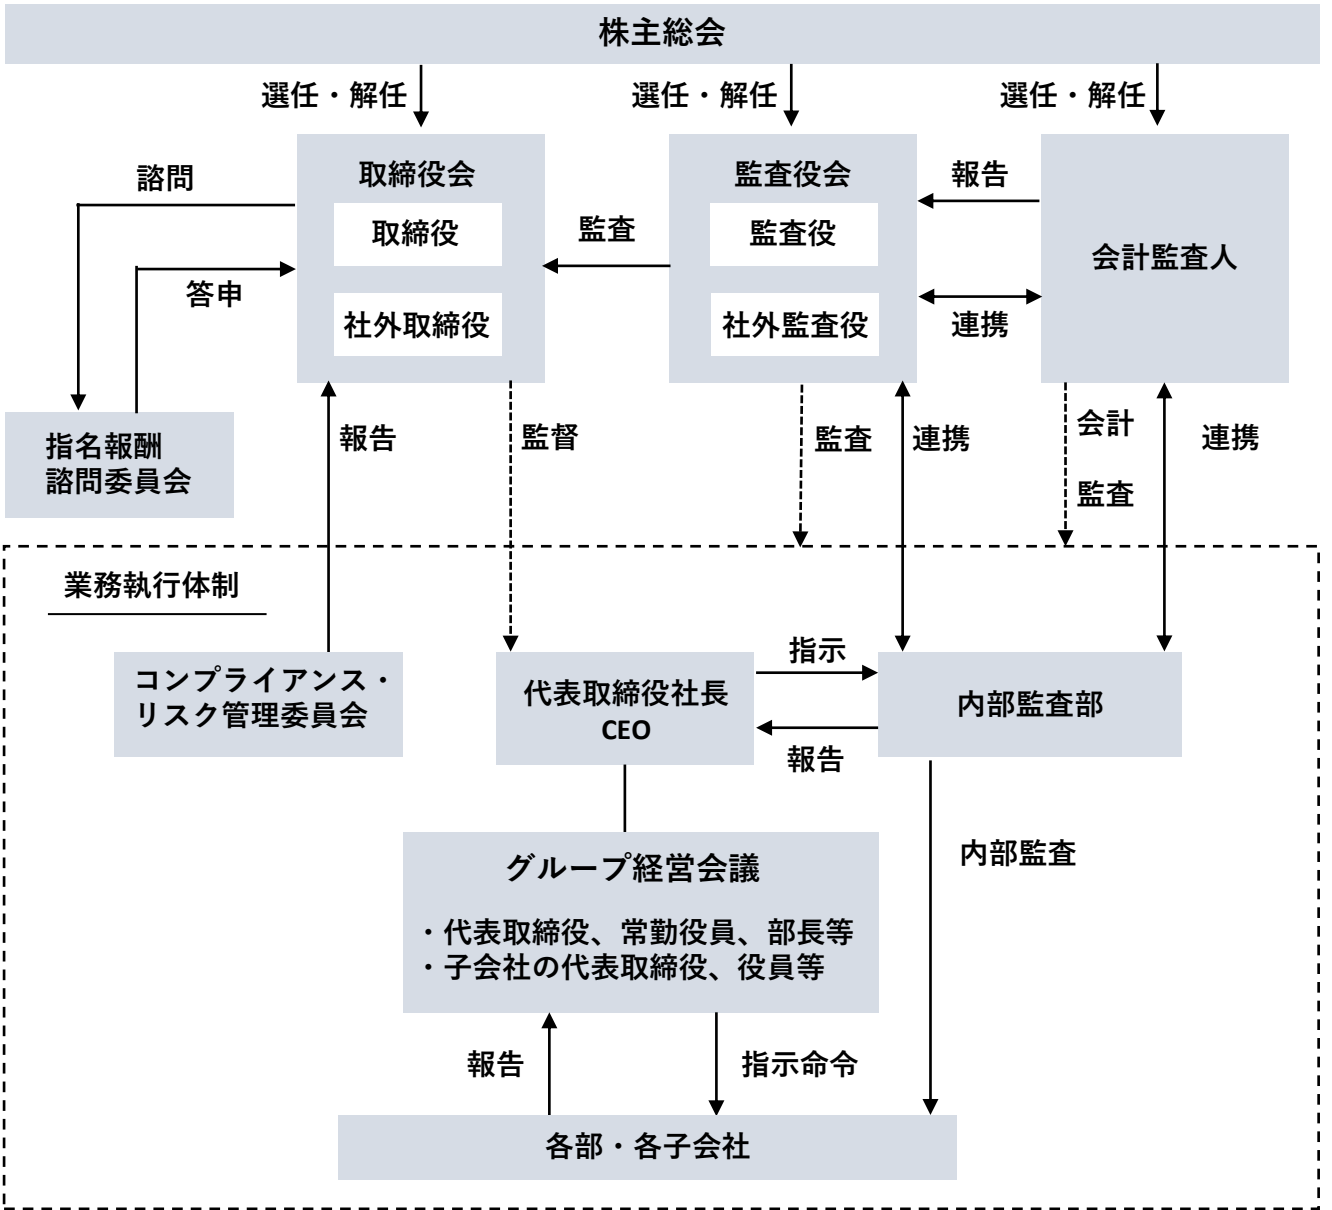 株主総会
選任・解任
選任・解任
選任・解任
諮問
取締役会
監査役会
報告
取締役
監査
監査役
会計監査人
答申
社外取締役
社外監査役
連携
指名報酬
諮問委員会
報告
監督
監査
連携
会計
監査
連携
業務執行体制
コンプライアンス・
リスク管理委員会
代表取締役社長
CEO
指示
報告
内部監査部
グループ経営会議
・代表取締役、常勤役員、部長等
・子会社の代表取締役、役員等
内部監査
報告
指示命令
各部・各子会社